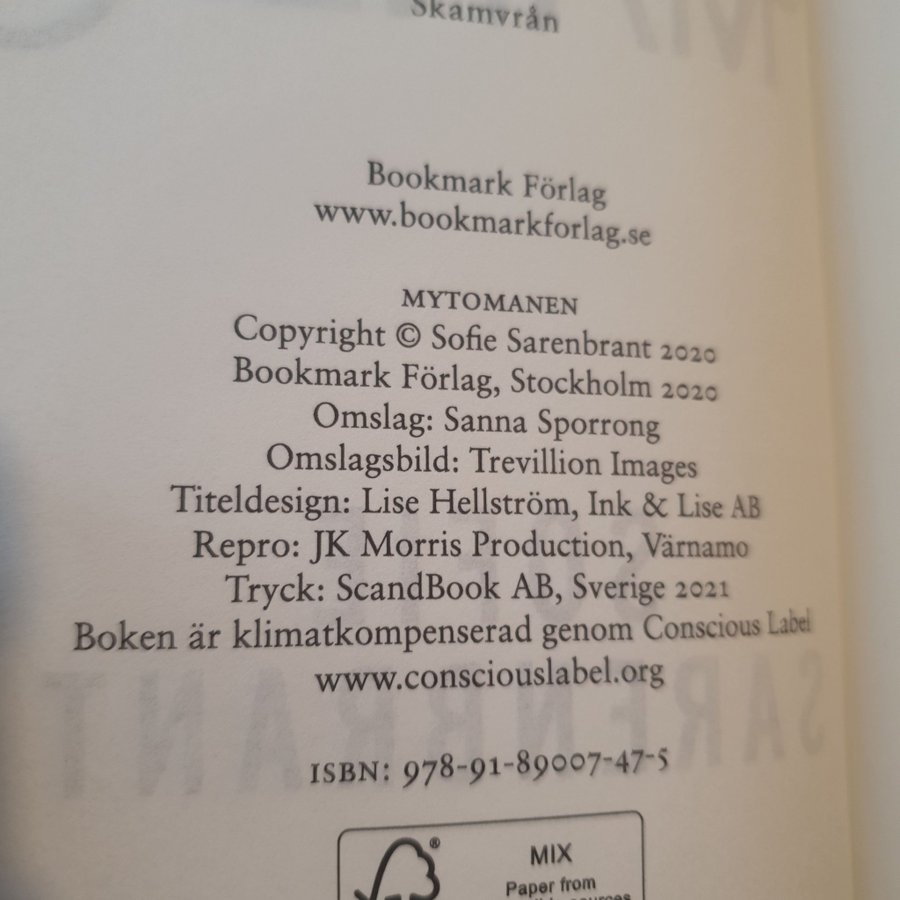 Skamvrån
Bookmark Förlag
www.bookmarkforlag.se
MYTOMANEN
Copyright © Sofie Sarenbrant 2020
Bookmark Förlag, Stockholm 2020
Omslag: Sanna Sporrong
Omslagsbild: Trevillion Images
Titeldesign: Lise Hellström, Ink & Lise AB
Repro: JK Morris Production, Värnamo
Tryck: ScandBook AB, Sverige 2021
Boken är klimatkompenserad genom Conscious Label
www.consciouslabel.org
ISBN: 978-91-89007-47-5
®
MIX
Paper from